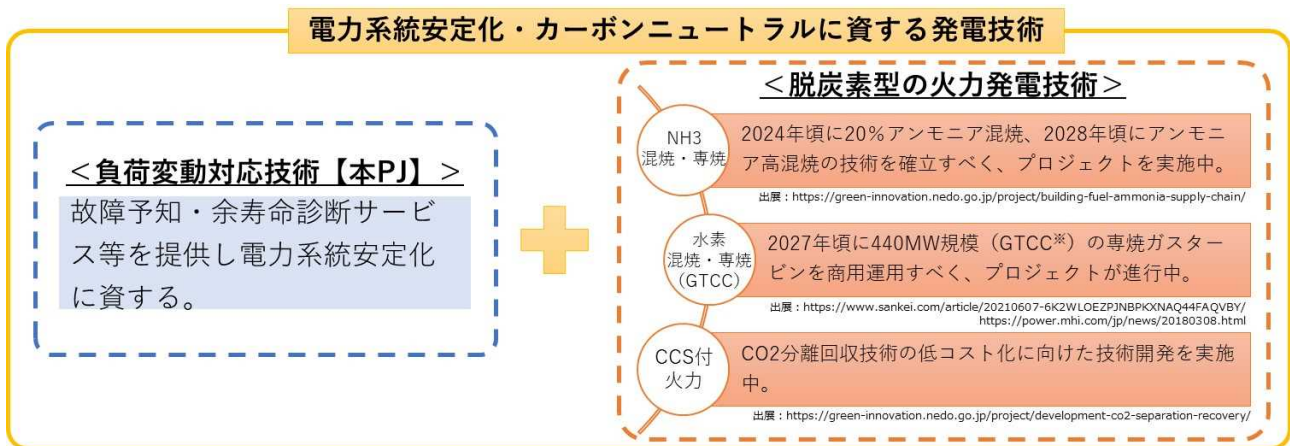 電力系統安定化・カーボンニュートラルに資する発電技術
＜負荷変動対応技術【本PJ】＞
故障予知・余寿命診断サービ
ス等を提供し電力系統安定化
に資する。
＜脱炭素型の火力発電技術＞
NH3
混焼・専焼
2024年頃に20％アンモニア混焼、2028年頃にアンモ
ニア高混焼の技術を確立すべく、プロジェクトを実施中。
出展：https://green-innovation.nedo.go.jp/project/building-fuel-ammonia-supply-chain/
水素
混焼・専焼
(GTCC)
2027年頃に440MW規模（GTCC※）の専焼ガスター
ビンを商用運用すべく、プロジェクトが進行中。
出展：https://www.sankei.com/article/20210607-6K2WLOEZPJNBPKXNAQ44FAQVBY/
https://power.mhi.com/jp/news/20180308.html
CCS付
火力
CO2分離回収技術の低コスト化に向けた技術開発を実施
中。
出展：https://green-innovation.nedo.go.jp/project/development-co2-separation-recovery/